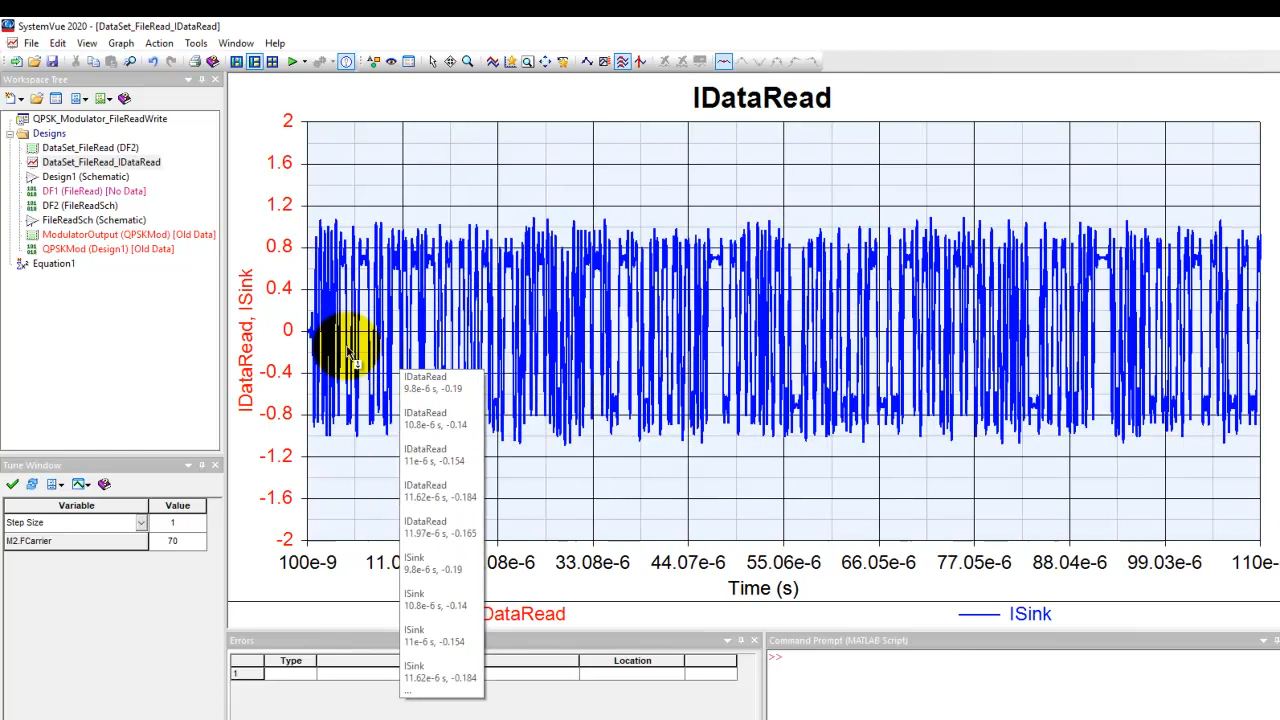 SystemVue 2020 - [DataSet_FileRead_IDataRead]
File Edit View Graph Action Tools Window Help
Workspace Tree
QPSK_Modulator_FileReadWrite
Designs
DataSet_FileRead (DF2)
DataSet_FileRead_IDataRead
Design1 (Schematic)
DF1 (FileRead) [No Data]
DF2 (FileReadSch)
FileReadSch (Schematic)
ModulatorOutput (QPSKMod) [Old Data]
QPSKMod (Design1) [Old Data]
Equation1
Tune Window
Variable Value
Step Size 1
M2.FCarrier 70
IDataRead
2
1.6
1.2
0.8
0.4
0
-0.4
-0.8
-1.2
-1.6
-2
IDataRead, ISink
100e-9 11.0 08e-6 33.08e-6 44.07e-6 55.06e-6 66.05e-6 77.05e-6 88.04e-6 99.03e-6 110e-
Time (s)
DataRead ISink
IDataRead
9.8e-6 s, -0.19
IDataRead
10.8e-6 s, -0.14
IDataRead
11e-6 s, -0.154
IDataRead
11.62e-6 s, -0.184
IDataRead
11.97e-6 s, -0.165
ISink
9.8e-6 s, -0.19
ISink
10.8e-6 s, -0.14
ISink
11e-6 s, -0.154
ISink
11.62e-6 s, -0.184
...
Errors
Type Location
1
Command Prompt (MATLAB Script)
>>